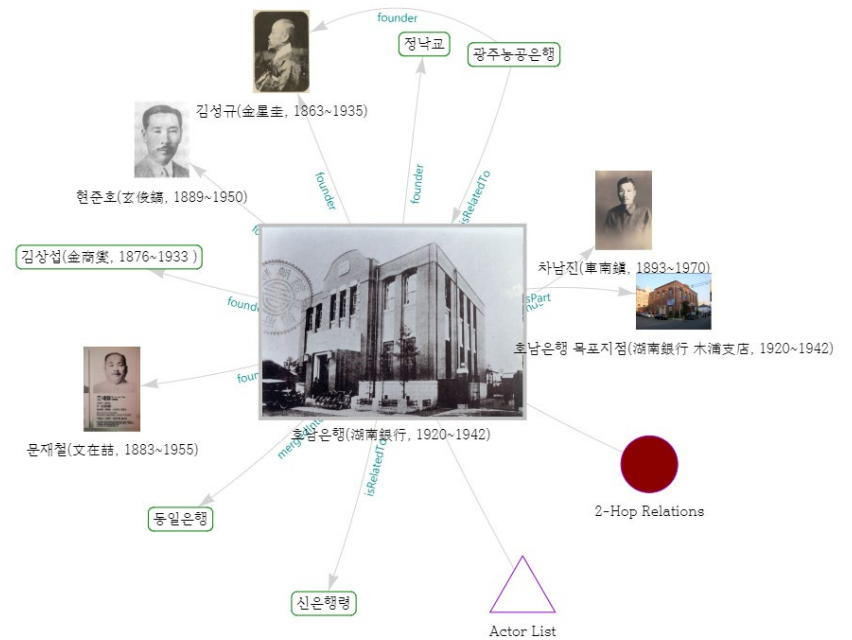 founder
정낙교
광주농공은행
김성규(金星圭, 1863~1935)
현준호(玄俊鎬, 1889~1950)
founder
founder
isRelatedTo
김상섭(金商燮, 1876~1933 )
차남진(車南鎭, 1893~1970)
호남은행 목포지점(湖南銀行 木浦支店, 1920~1942)
문재철(文在喆, 1883~1955)
호남은행(湖南銀行, 1920~1942)
isRelatedTo
동일은행
신은행령
2-Hop Relations
Actor List